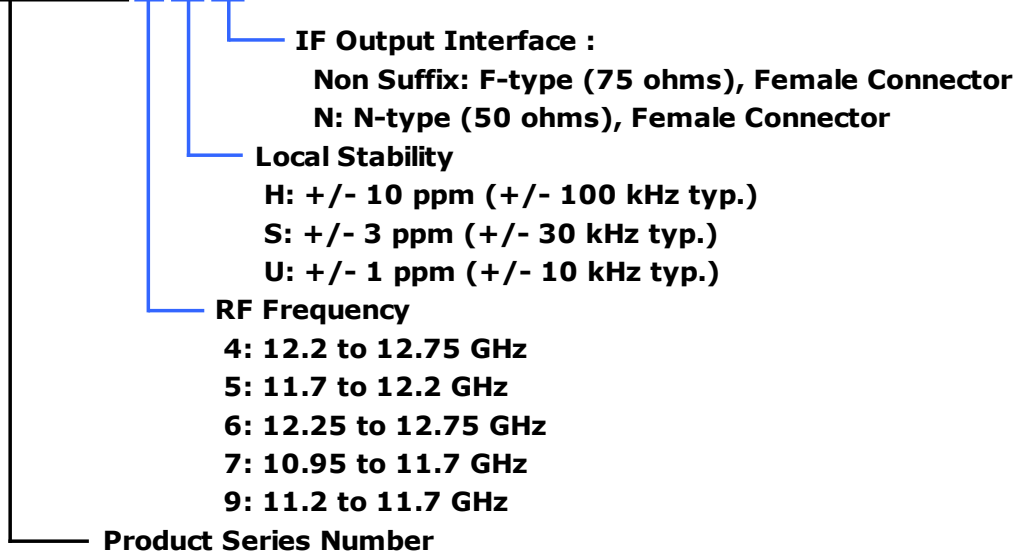 IF Output Interface :
Non Suffix: F-type (75 ohms), Female Connector
N: N-type (50 ohms), Female Connector
Local Stability
H: +/- 10 ppm (+/- 100 kHz typ.)
S: +/- 3 ppm (+/- 30 kHz typ.)
U: +/- 1 ppm (+/- 10 kHz typ.)
RF Frequency
4: 12.2 to 12.75 GHz
5: 11.7 to 12.2 GHz
6: 12.25 to 12.75 GHz
7: 10.95 to 11.7 GHz
9: 11.2 to 11.7 GHz
Product Series Number